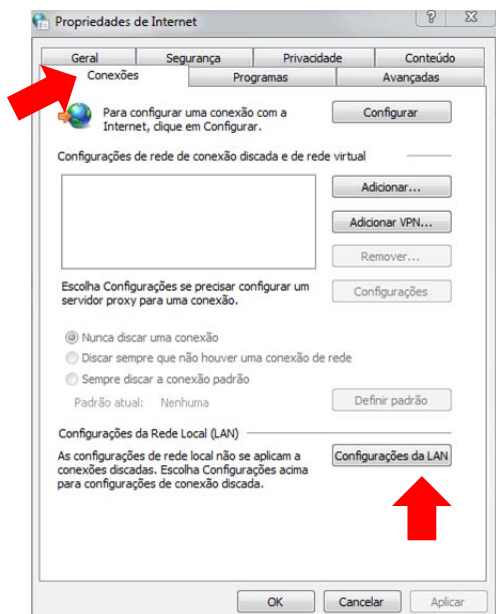 Propriedades de Internet
Geral Segurança Privacidade Conteúdo
Conexões Programas Avançadas
Para configurar uma conexão com a
Internet, clique em Configurar.
Configurar
Configurações de rede de conexão discada e de rede virtual
Adicionar...
Adicionar VPN...
Remover...
Escolha Configurações se precisar configurar um
servidor proxy para uma conexão.
Configurações
Nunca discar uma conexão
Discar sempre que não houver uma conexão de rede
Sempre discar a conexão padrão
Padrão atual: Nenhuma
Definir padrão
Configurações da Rede Local (LAN)
As configurações de rede local não se aplicam a
conexões discadas. Escolha Configurações acima
para configurações de conexão discada.
Configurações da LAN
OK Cancelar Aplicar